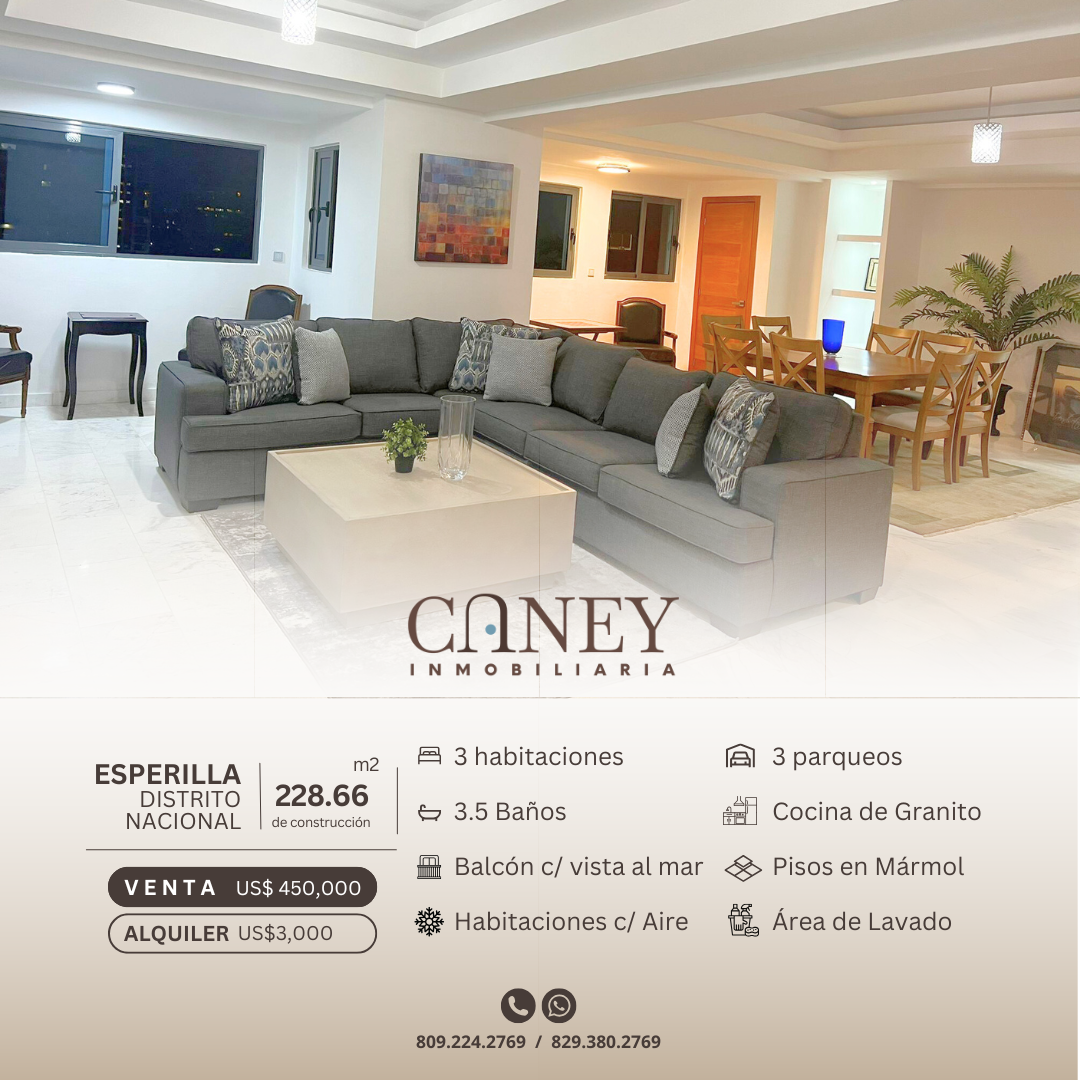 CANEY
INMOBILIARIA
ESPERILLA
DISTRITO
NACIONAL
m2
228.66
de construcción
VENTA US$ 450,000
ALQUILER US$3,000
3 habitaciones
3.5 Baños
Balcón c/ vista al mar
Habitaciones c/ Aire
3 parqueos
Cocina de Granito
Pisos en Mármol
Área de Lavado
809.224.2769 / 829.380.2769